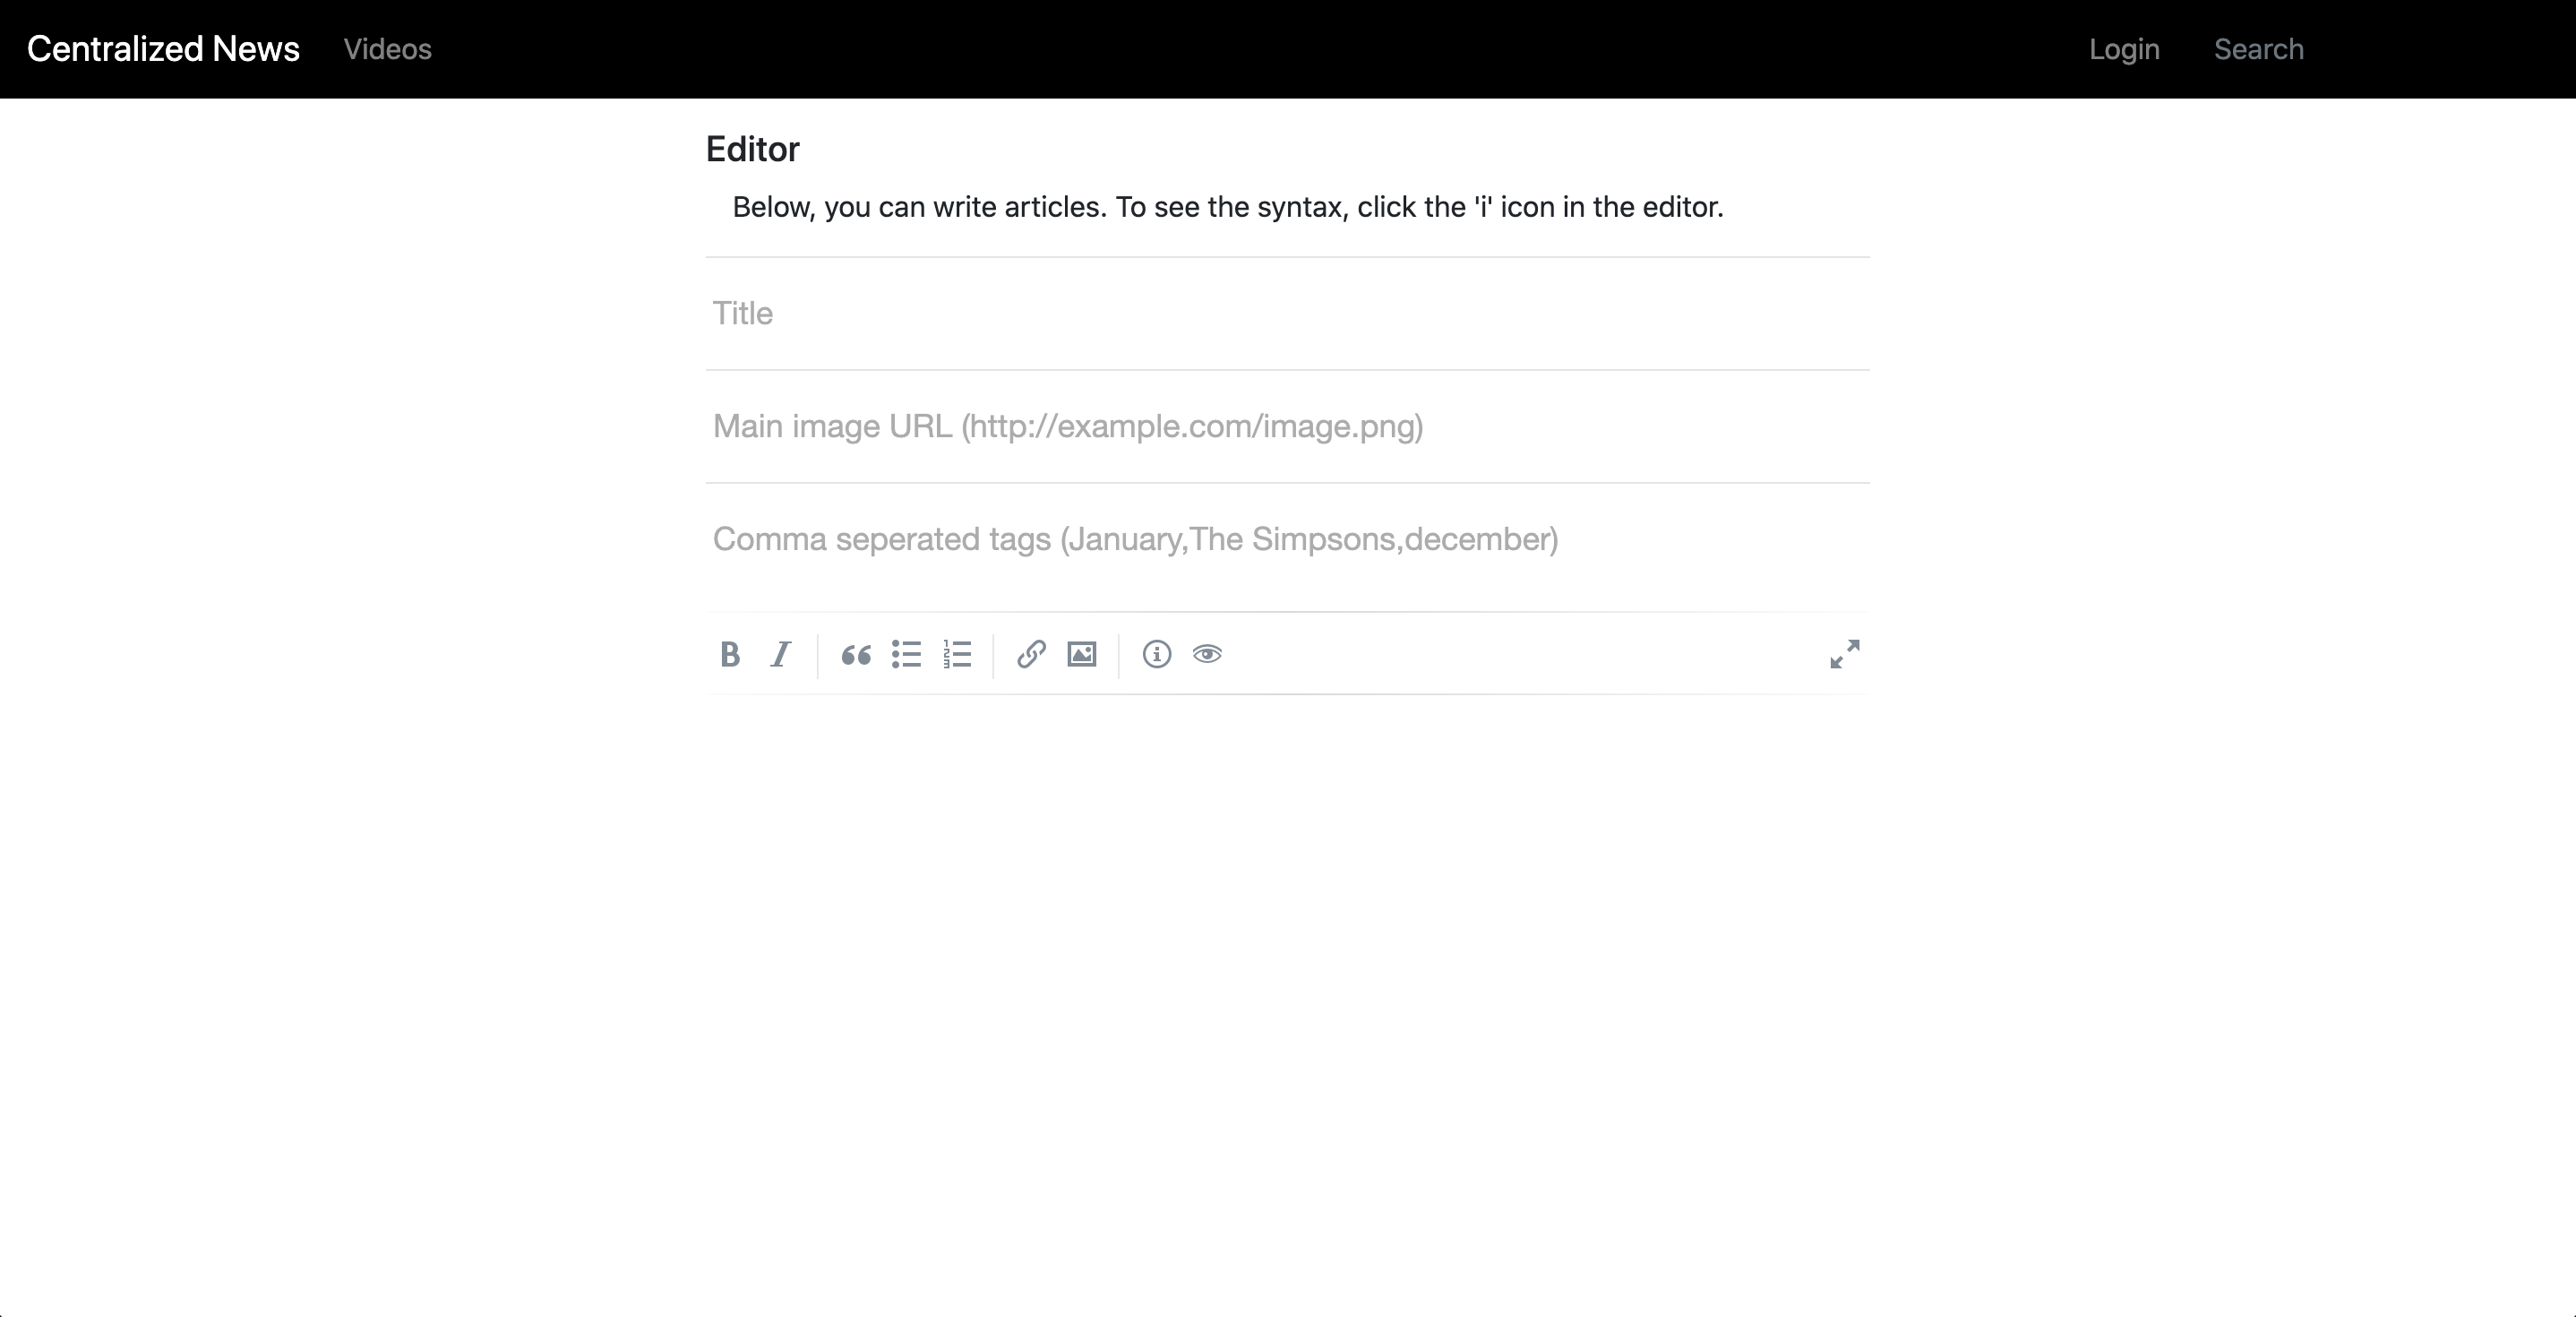 Centralized News Videos Login Search
Editor
Below, you can write articles. To see the syntax, click the 'i' icon in the editor.
Title
Main image URL (http://example.com/image.png)
Comma seperated tags (January,The Simpsons,december)
B I